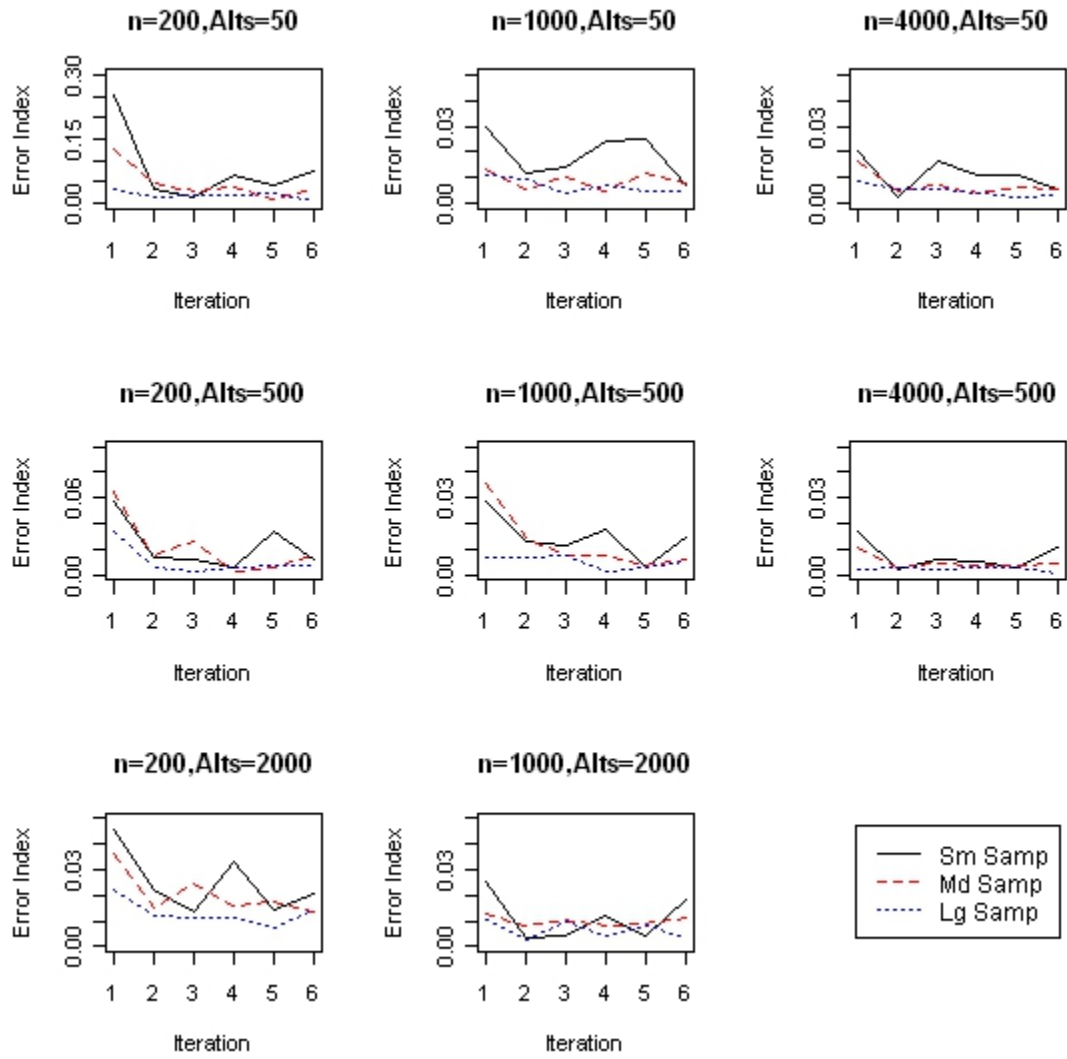 n=200,Alts=50
Error Index
0.00 0.15 0.30
1 2 3 4 5 6
Iteration
n=1000,Alts=50
Error Index
0.00 0.03
1 2 3 4 5 6
Iteration
n=4000,Alts=50
Error Index
0.00 0.03
1 2 3 4 5 6
Iteration
n=200,Alts=500
Error Index
0.00 0.06
1 2 3 4 5 6
Iteration
n=1000,Alts=500
Error Index
0.00 0.03
1 2 3 4 5 6
Iteration
n=4000,Alts=500
Error Index
0.00 0.03
1 2 3 4 5 6
Iteration
n=200,Alts=2000
Error Index
0.00 0.03
1 2 3 4 5 6
Iteration
n=1000,Alts=2000
Error Index
0.00 0.03
1 2 3 4 5 6
Iteration
Sm Samp
Md Samp
Lg Samp